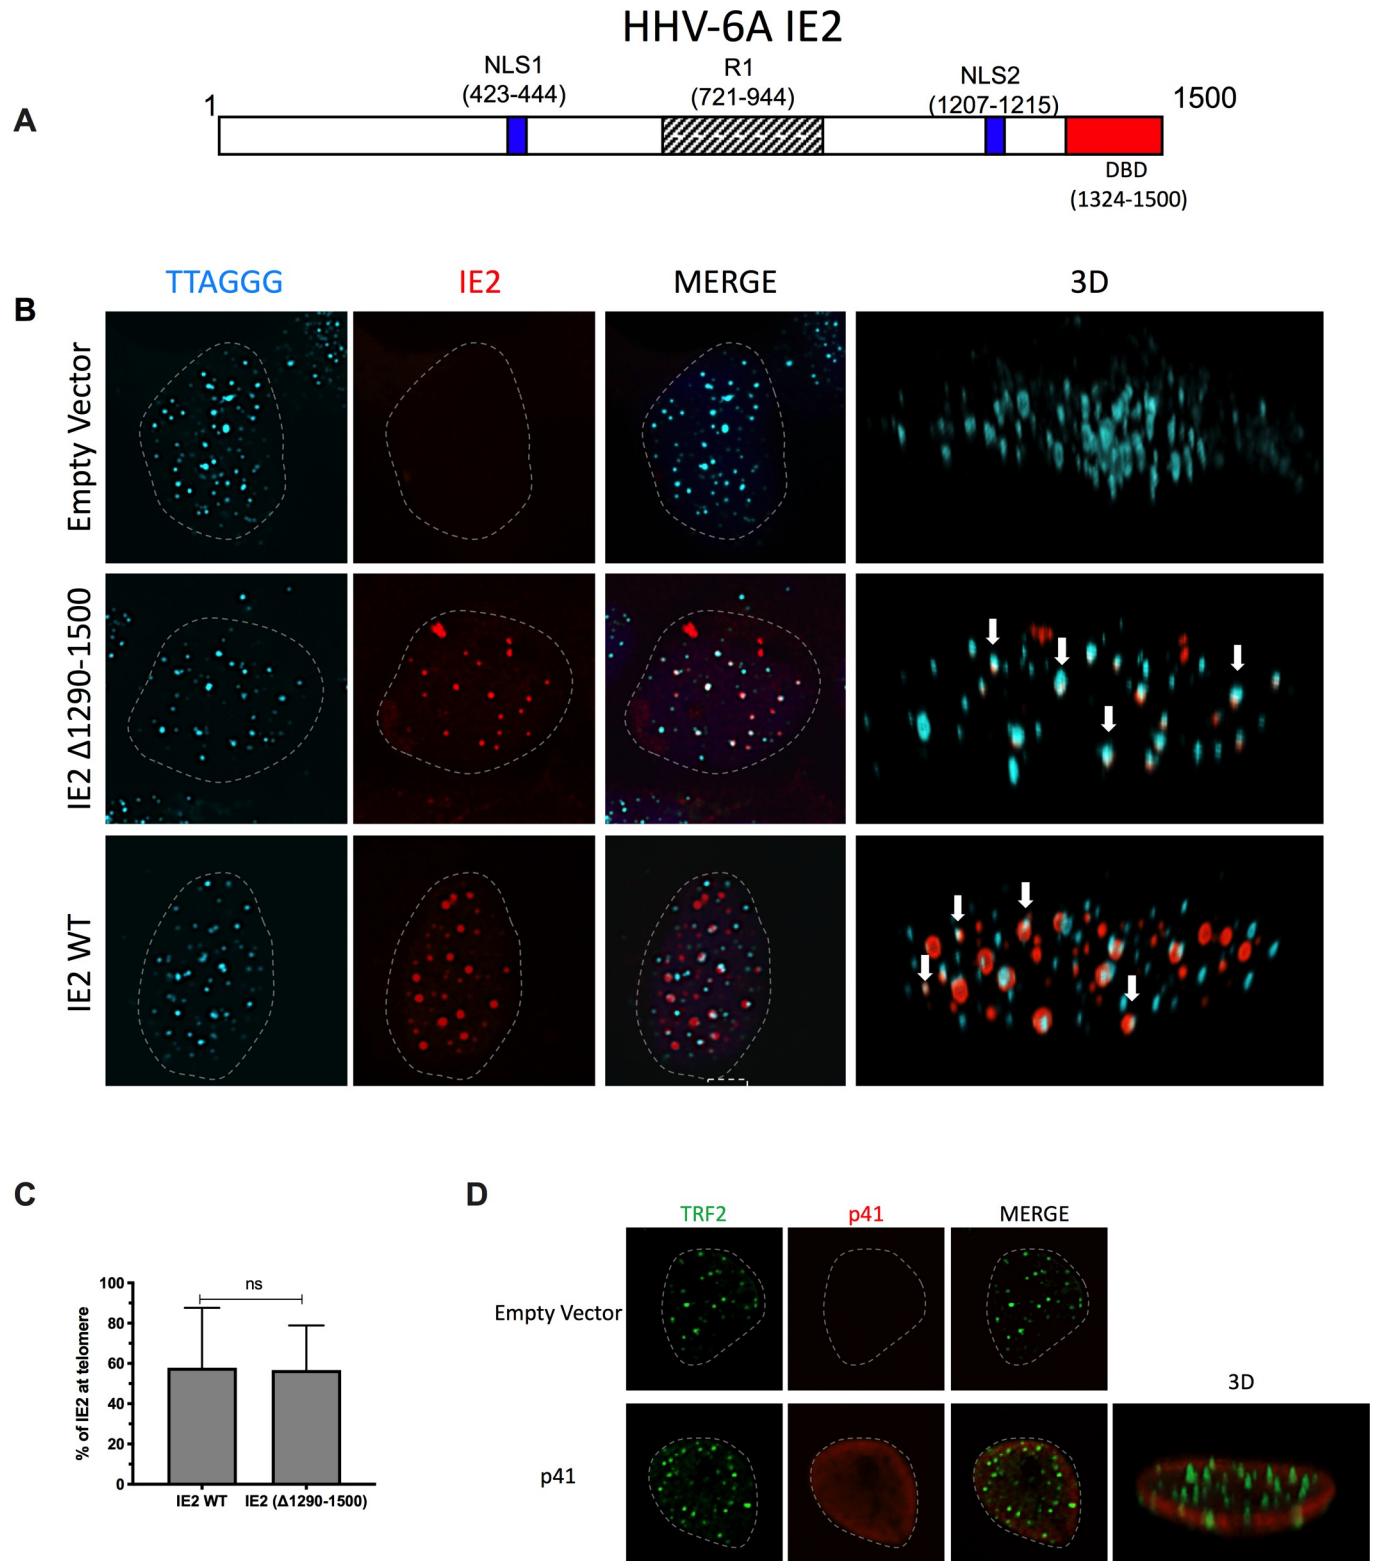 HHV-6A IE2
A
1
NLS1
(423-444)
R1
(721-944)
NLS2
(1207-1215)
1500
DBD
(1324-1500)
B
TTAGGG
IE2
MERGE
3D
Empty Vector
IE2 Δ1290-1500
IE2 WT
C
% of IE2 at telomere
100
80
60
40
20
0
ns
IE2 WT
IE2 (Δ1290-1500)
D
TRF2
p41
MERGE
Empty Vector
3D
p41